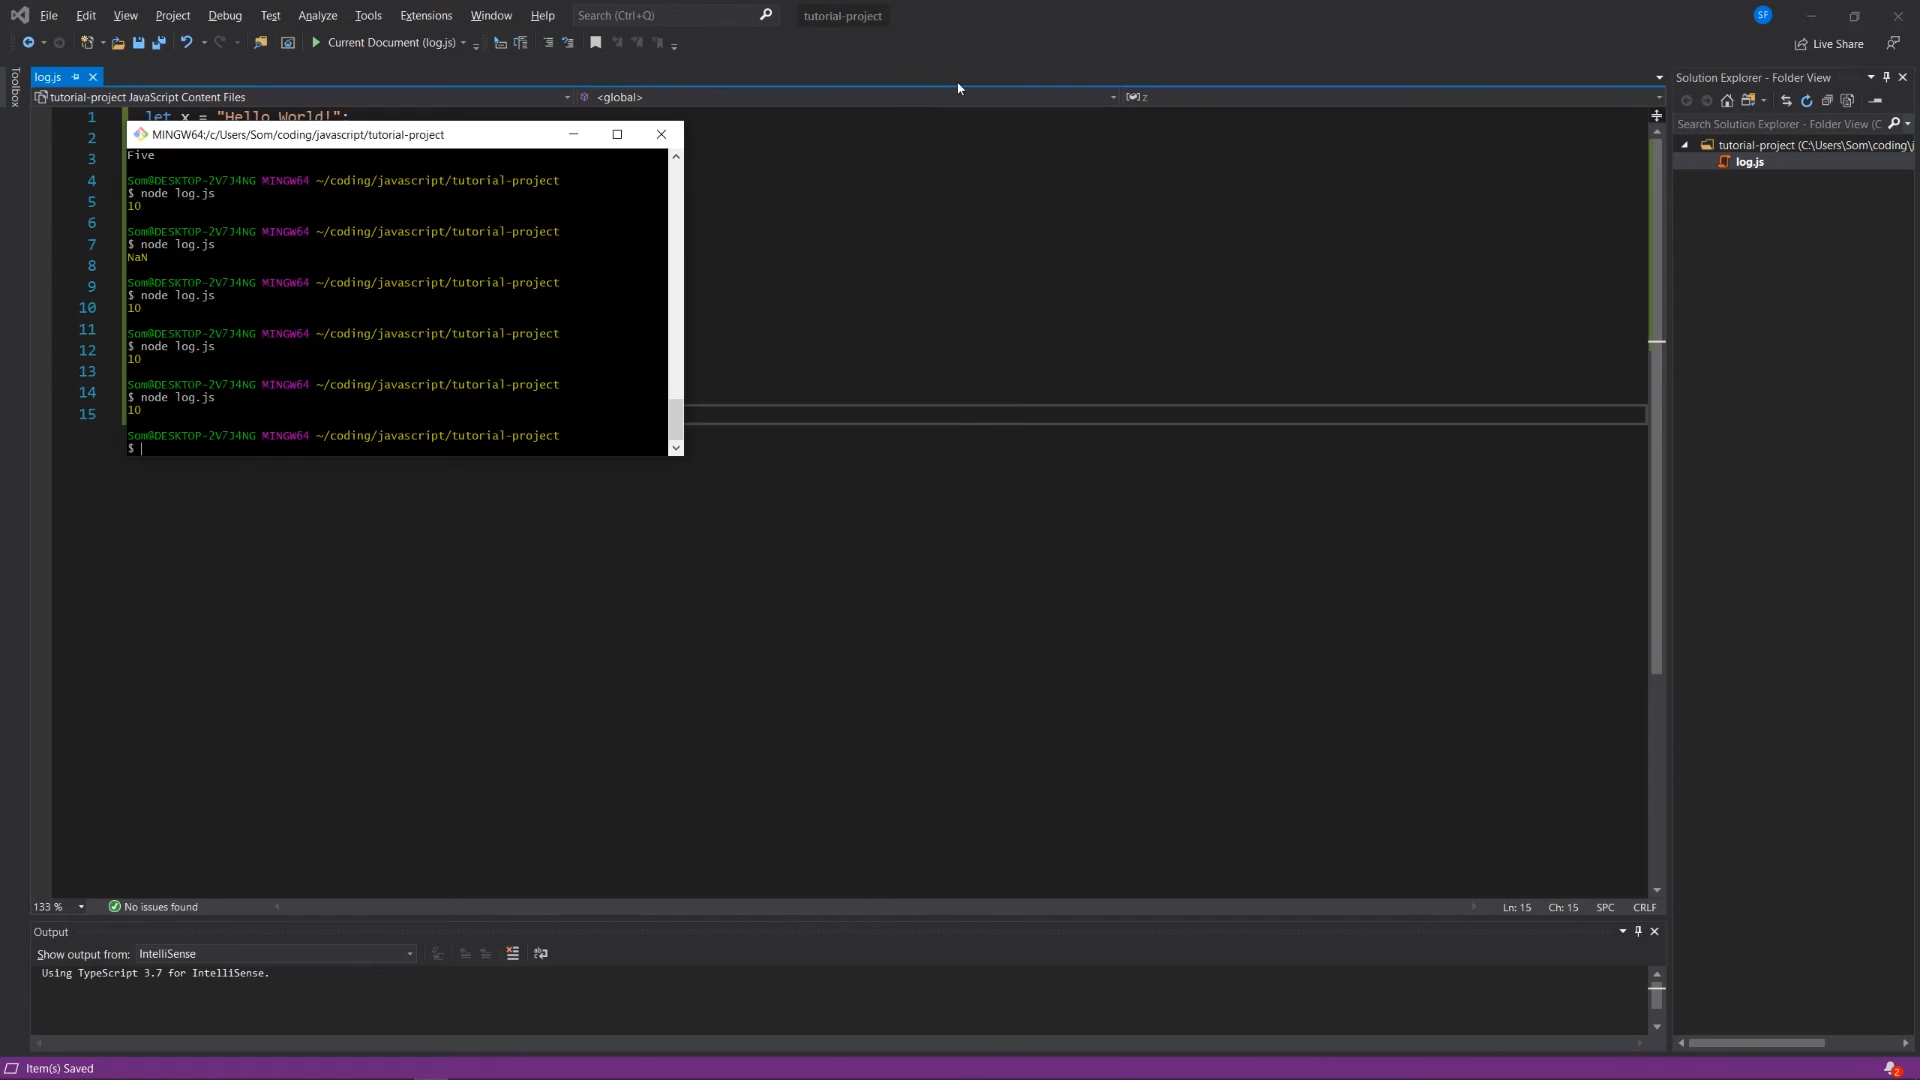 File Edit View Project Debug Test Analyze Tools Extensions Window Help Search (Ctrl+Q) tutorial-project SF
Current Document (log.js) Live Share
Toolbox
log.js
Solution Explorer - Folder View
tutorial-project JavaScript Content Files <global> z
1 let x = "Hello World!";
Search Solution Explorer - Folder View (C
tutorial-project (C:\Users\Som\coding\j
log.js
2
3
4
5
6
7
8
9
10
11
12
13
14
15
MINGW64:/c/Users/Som/coding/javascript/tutorial-project
Five
Som@DESKTOP-2V7J4NG MINGW64 ~/coding/javascript/tutorial-project
$ node log.js
10
Som@DESKTOP-2V7J4NG MINGW64 ~/coding/javascript/tutorial-project
$ node log.js
NaN
Som@DESKTOP-2V7J4NG MINGW64 ~/coding/javascript/tutorial-project
$ node log.js
10
Som@DESKTOP-2V7J4NG MINGW64 ~/coding/javascript/tutorial-project
$ node log.js
10
Som@DESKTOP-2V7J4NG MINGW64 ~/coding/javascript/tutorial-project
$ node log.js
10
Som@DESKTOP-2V7J4NG MINGW64 ~/coding/javascript/tutorial-project
$
133 % No issues found Ln: 15 Ch: 15 SPC CRLF
Output
Show output from: IntelliSense
Using TypeScript 3.7 for IntelliSense.
Item(s) Saved 2